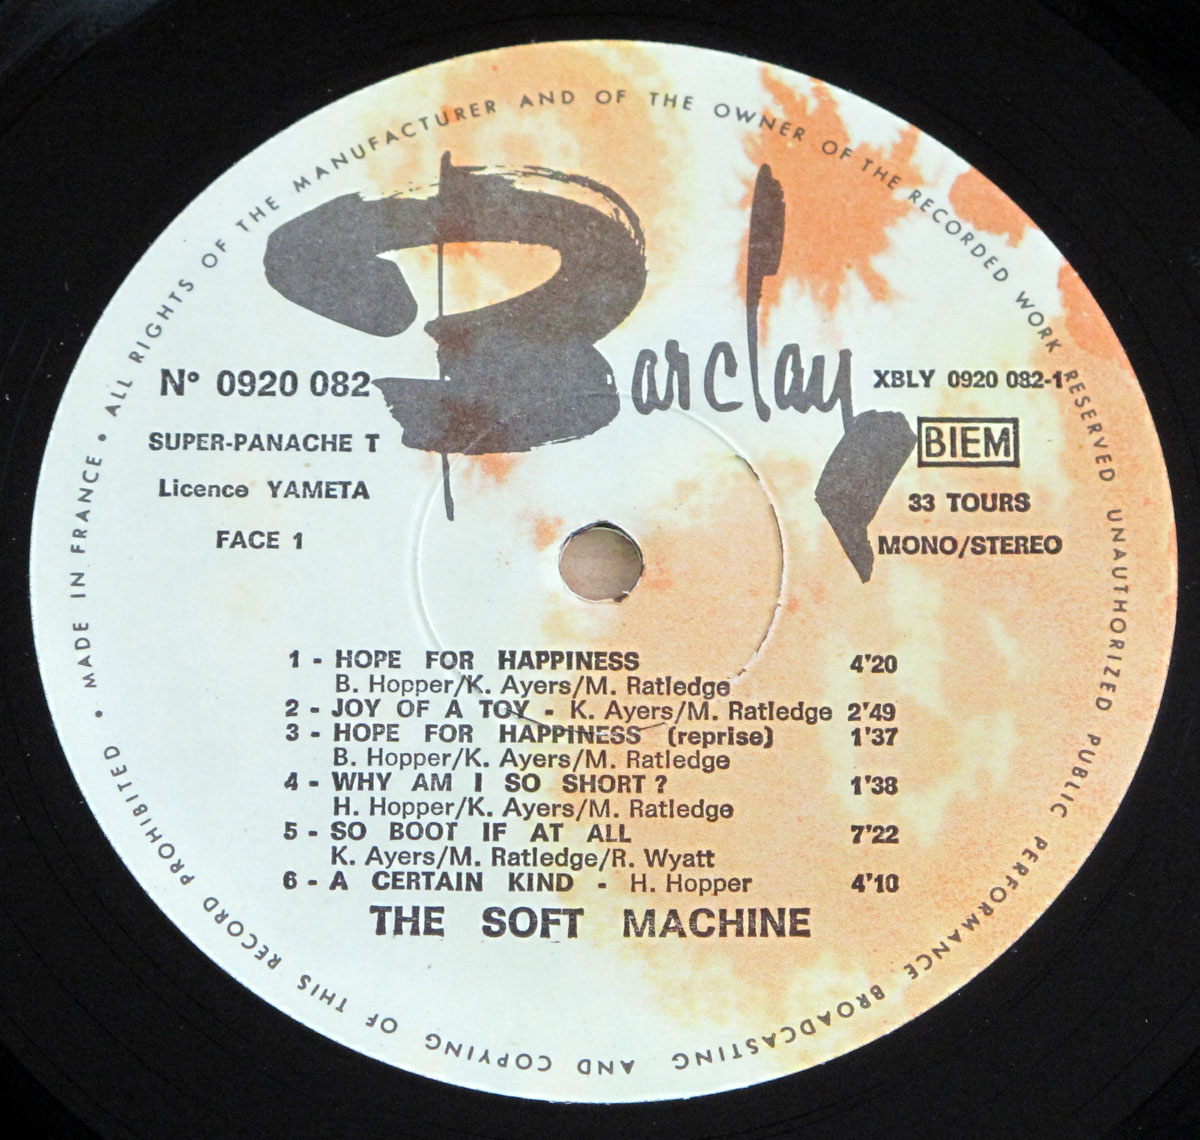 • MADE IN FRANCE • ALL RIGHTS OF THE MANUFACTURER AND OF THE OWNER OF THE RECORDED WORK RESERVED UNAUTHORIZED PUBLIC PERFORMANCE BROADCASTING AND COPYING OF THIS RECORD PROHIBITED
Barclay
N° 0920 082
XBLY 0920 082-1
SUPER-PANACHE T
BIEM
Licence YAMETA
33 TOURS
FACE 1
MONO/STEREO
1 - HOPE FOR HAPPINESS 4'20
B. Hopper/K. Ayers/M. Ratledge
2 - JOY OF A TOY - K. Ayers/M. Ratledge 2'49
3 - HOPE FOR HAPPINESS (reprise) 1'37
B. Hopper/K. Ayers/M. Ratledge
4 - WHY AM I SO SHORT ? 1'38
H. Hopper/K. Ayers/M. Ratledge
5 - SO BOOT IF AT ALL 7'22
K. Ayers/M. Ratledge/R. Wyatt
6 - A CERTAIN KIND - H. Hopper 4'10
THE SOFT MACHINE